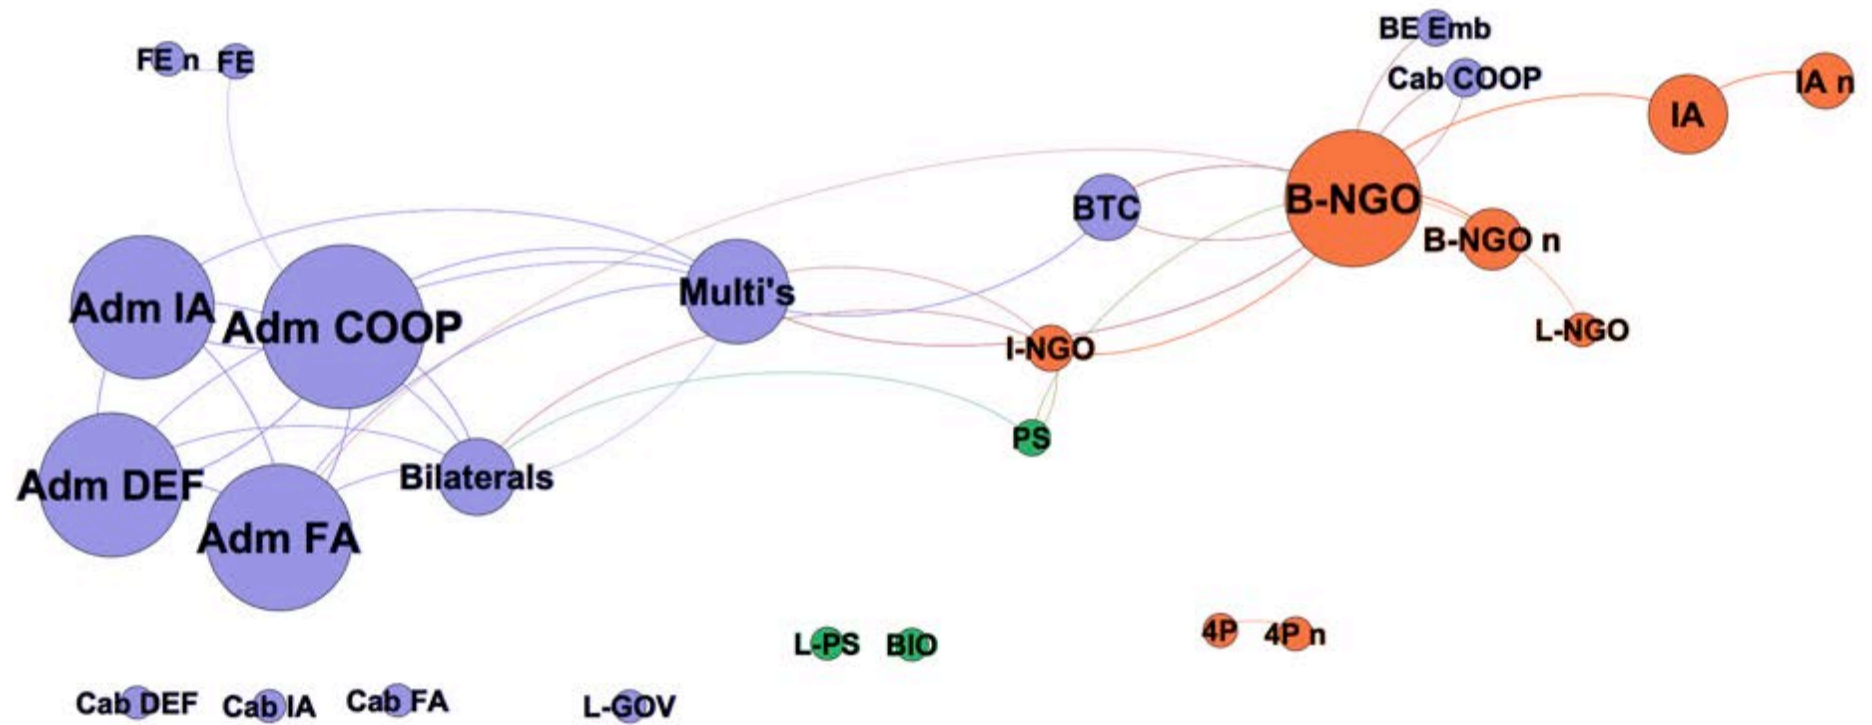 BE Emb
FE n
FE
Cab COOP
IA n
IA
B-NGO
BTC
B-NGO n
Multi's
Adm IA
Adm COOP
L-NGO
I-NGO
PS
Bilaterals
Adm DEF
Adm FA
4P
4P n
L-PS
BIO
Cab DEF
Cab IA
Cab FA
L-GOV